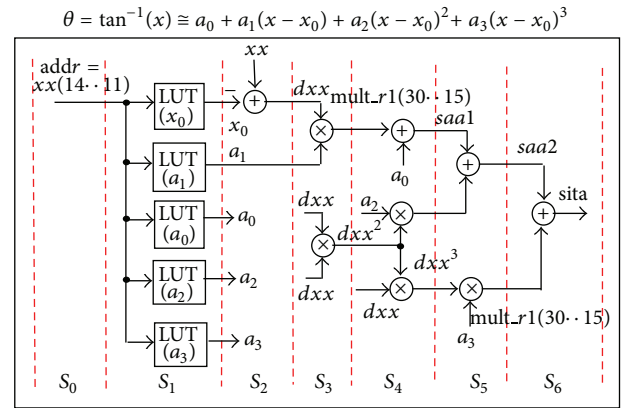 θ = tan⁻¹(x) ≅ a₀ + a₁(x − x₀) + a₂(x − x₀)² + a₃(x − x₀)³
addr =
xx(14··11)
LUT
(x₀)
−
x₀
xx
+
dxx
mult_r1(30··15)
×
+
saa1
a₀
LUT
(a₁)
a₁
+
saa2
LUT
(a₀)
a₀
dxx
×
dxx²
dxx
a₂
×
+
sita
LUT
(a₂)
a₂
dxx³
dxx
×
×
mult_r1(30··15)
a₃
LUT
(a₃)
a₃
S₀ S₁ S₂ S₃ S₄ S₅ S₆